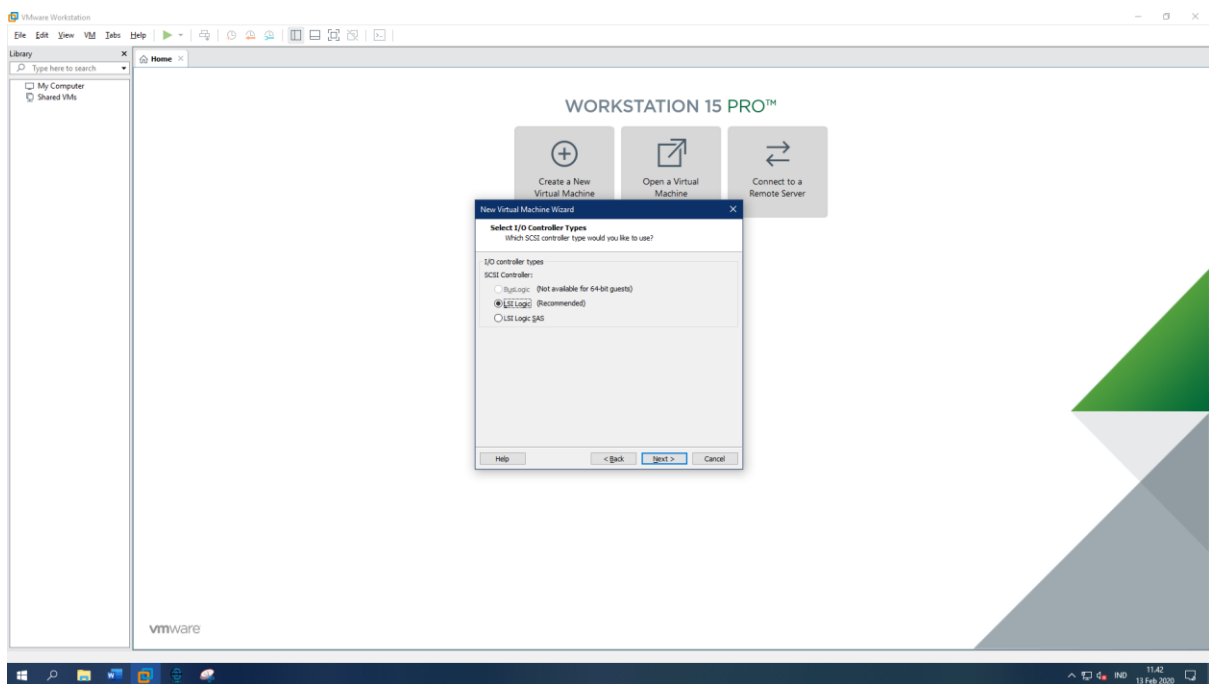 VMware Workstation
File Edit View VM Tabs Help
Library
Type here to search
My Computer
Shared VMs
Home
WORKSTATION 15 PRO™
Create a New
Virtual Machine
Open a Virtual
Machine
Connect to a
Remote Server
New Virtual Machine Wizard
Select I/O Controller Types
Which SCSI controller type would you like to use?
I/O controller types
SCSI Controller:
BusLogic (Not available for 64-bit guests)
LSI Logic (Recommended)
LSI Logic SAS
Help < Back Next > Cancel
vmware
IND 11.42
13 Feb 2020